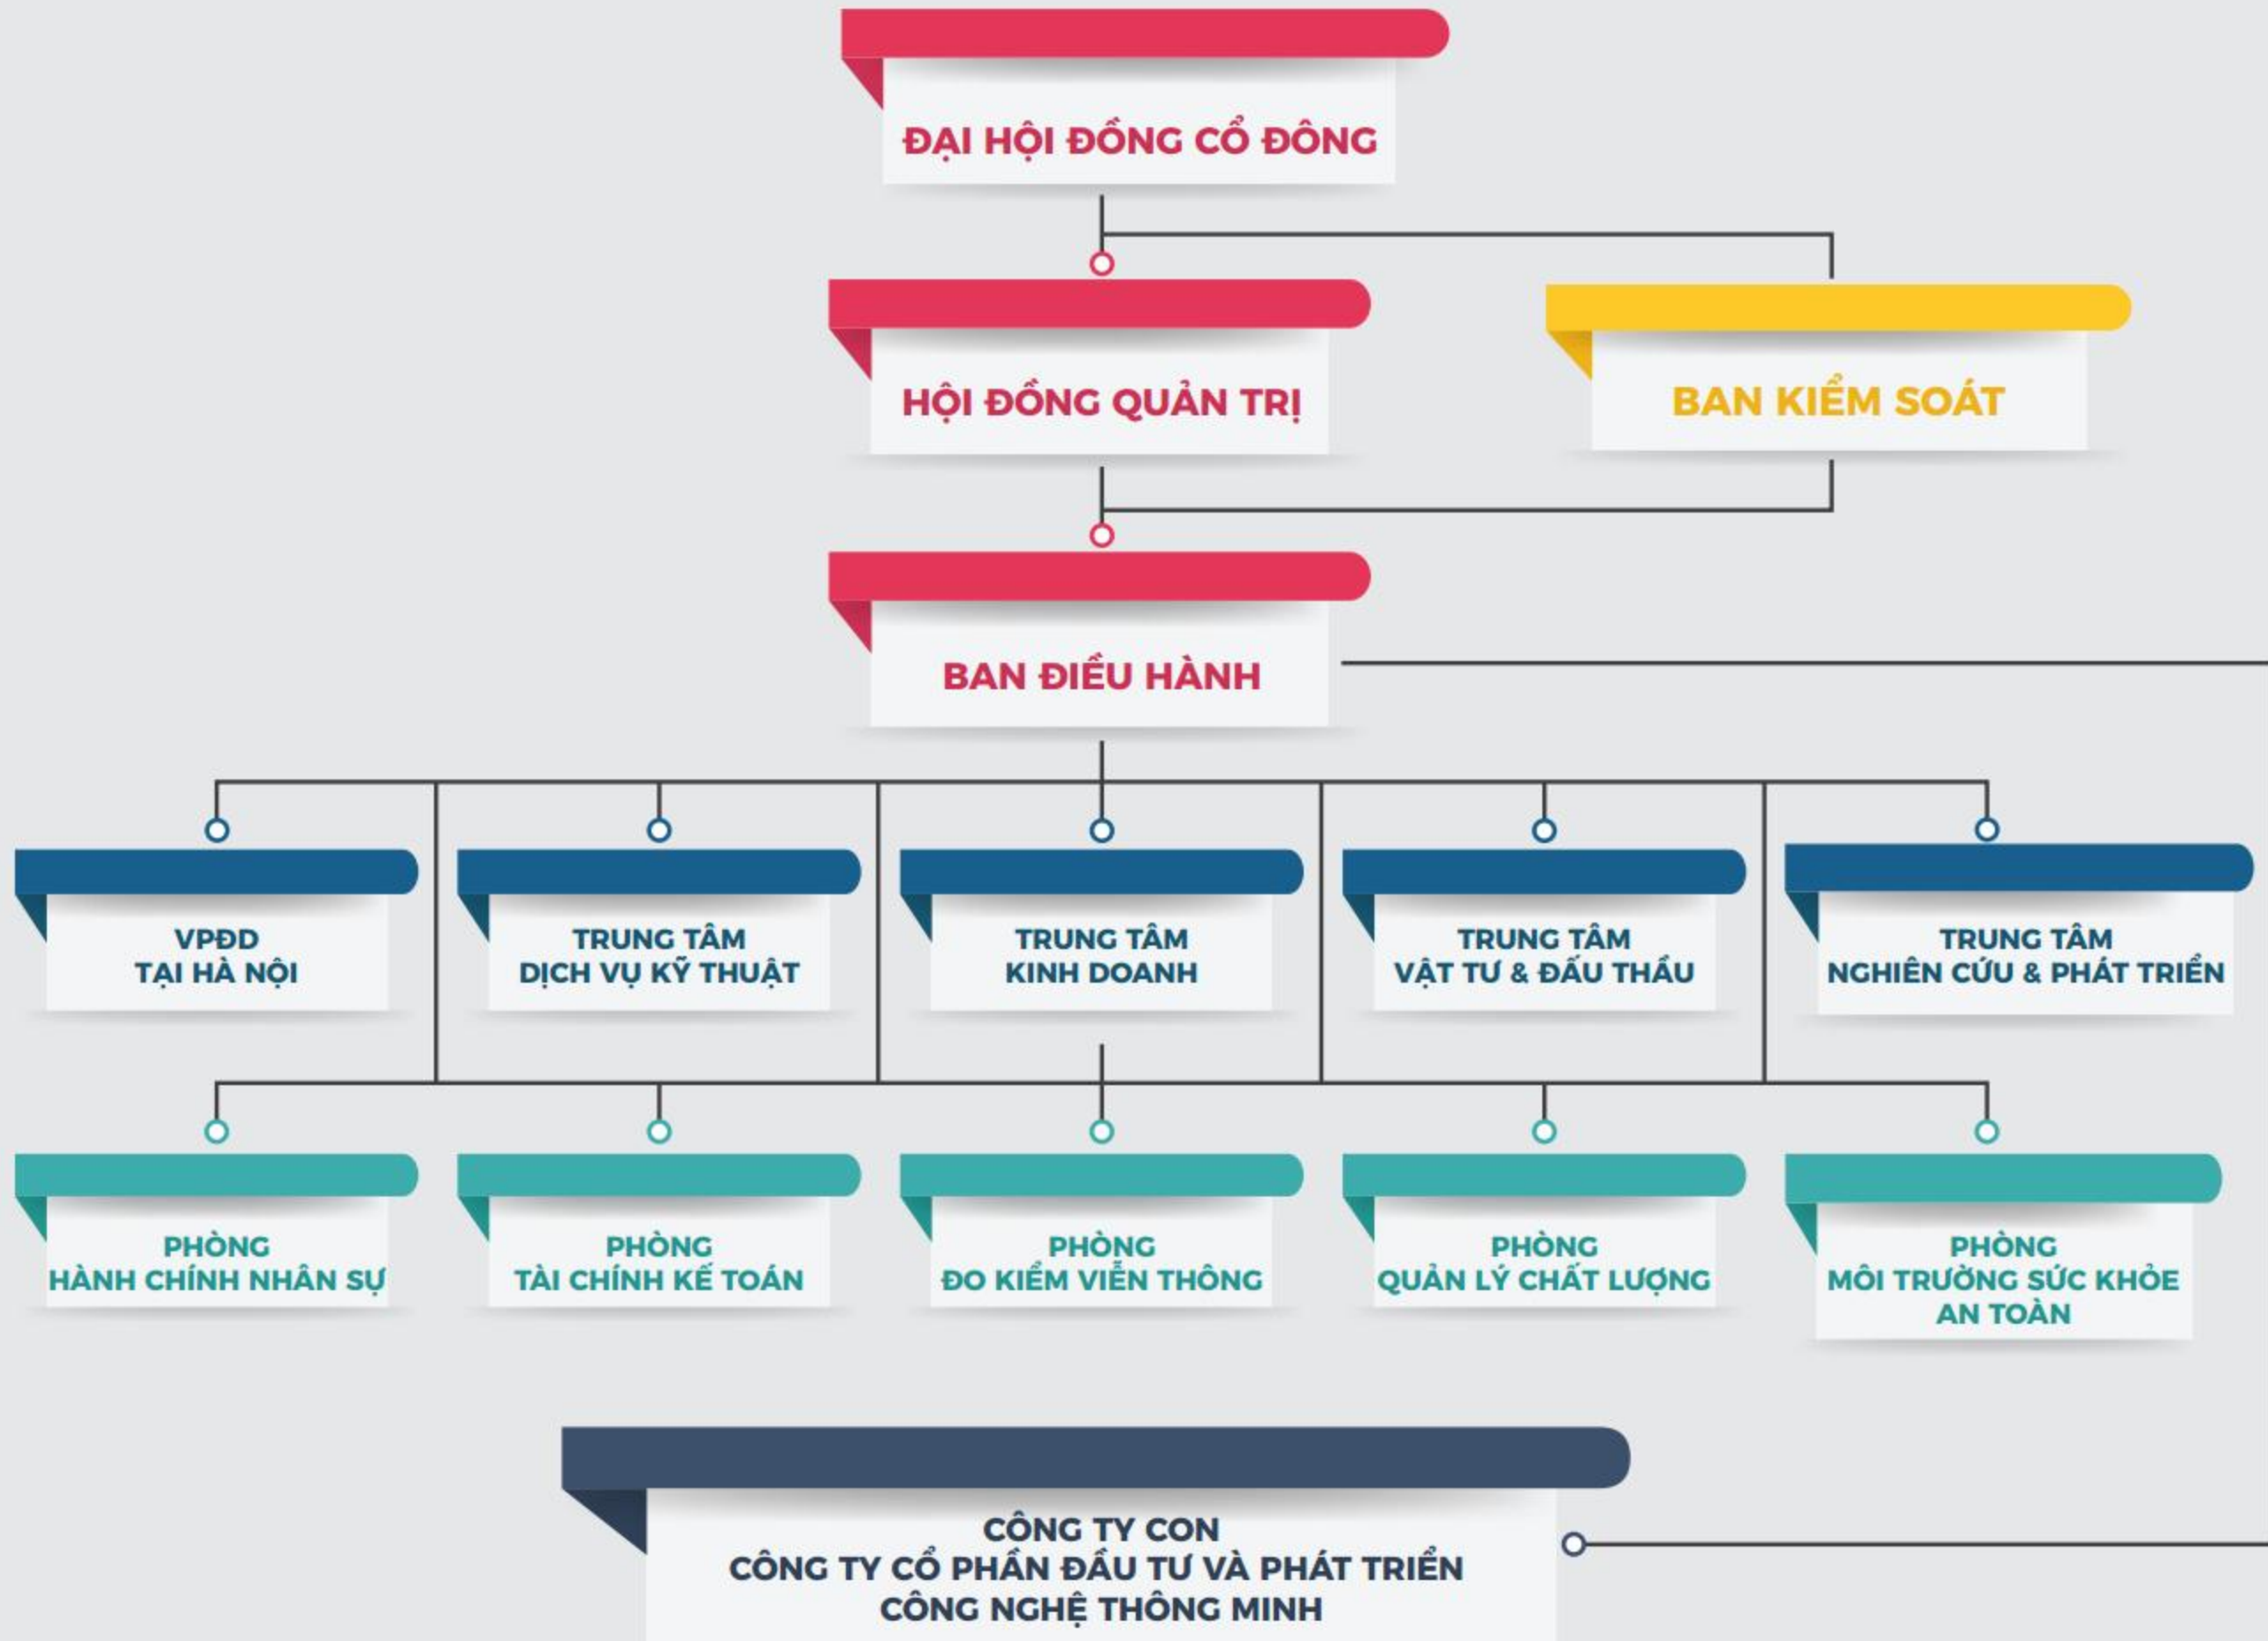 ĐẠI HỘI ĐỒNG CỔ ĐÔNG
HỘI ĐỒNG QUẢN TRỊ
BAN KIỂM SOÁT
BAN ĐIỀU HÀNH
VPĐD
TẠI HÀ NỘI
TRUNG TÂM
DỊCH VỤ KỸ THUẬT
TRUNG TÂM
KINH DOANH
TRUNG TÂM
VẬT TƯ & ĐẤU THẦU
TRUNG TÂM
NGHIÊN CỨU & PHÁT TRIỂN
PHÒNG
HÀNH CHÍNH NHÂN SỰ
PHÒNG
TÀI CHÍNH KẾ TOÁN
PHÒNG
ĐO KIỂM VIỄN THÔNG
PHÒNG
QUẢN LÝ CHẤT LƯỢNG
PHÒNG
MÔI TRƯỜNG SỨC KHỎE
AN TOÀN
CÔNG TY CON
CÔNG TY CỔ PHẦN ĐẦU TƯ VÀ PHÁT TRIỂN
CÔNG NGHỆ THÔNG MINH